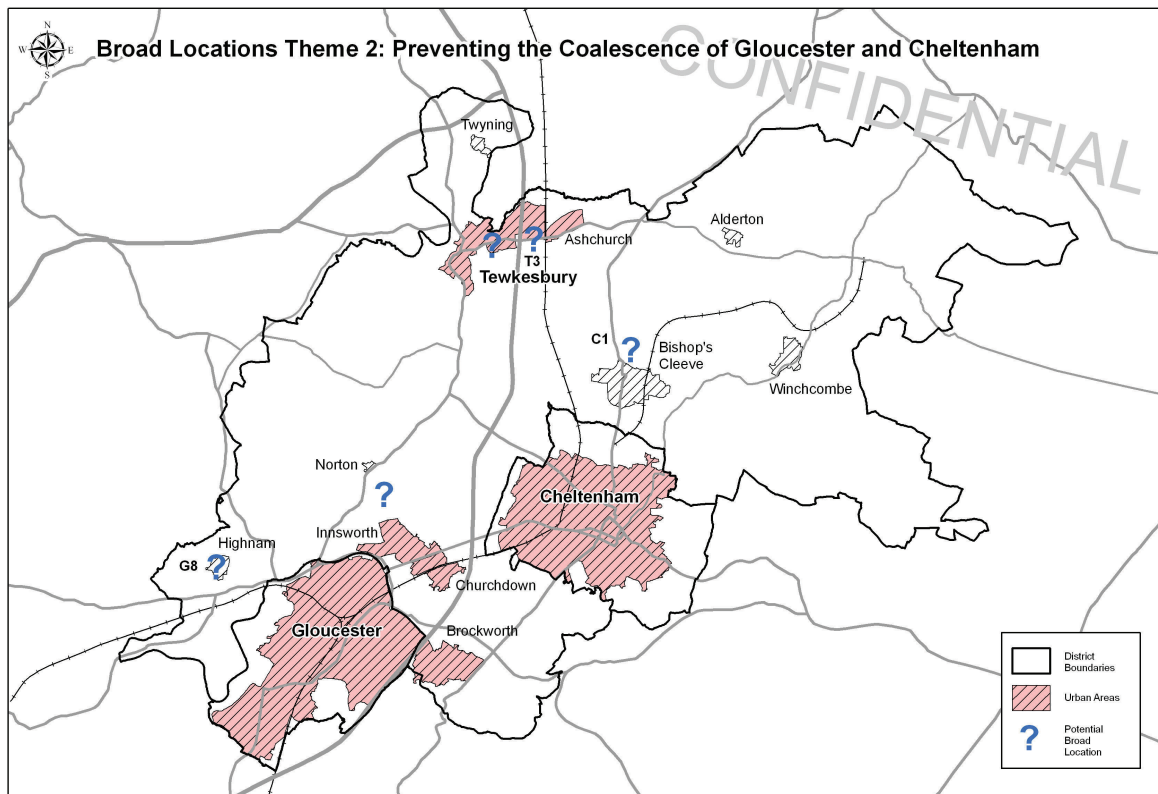 N
W E
S
Broad Locations Theme 2: Preventing the Coalescence of Gloucester and Cheltenham
CONFIDENTIAL
Twyning
Alderton
Ashchurch
?
?
T3
Tewkesbury
C1
?
Bishop's
Cleeve
Winchcombe
Norton
?
Cheltenham
Innsworth
Highnam
G8
?
Churchdown
Gloucester
Brockworth
District
Boundaries
Urban Areas
?
Potential
Broad
Location